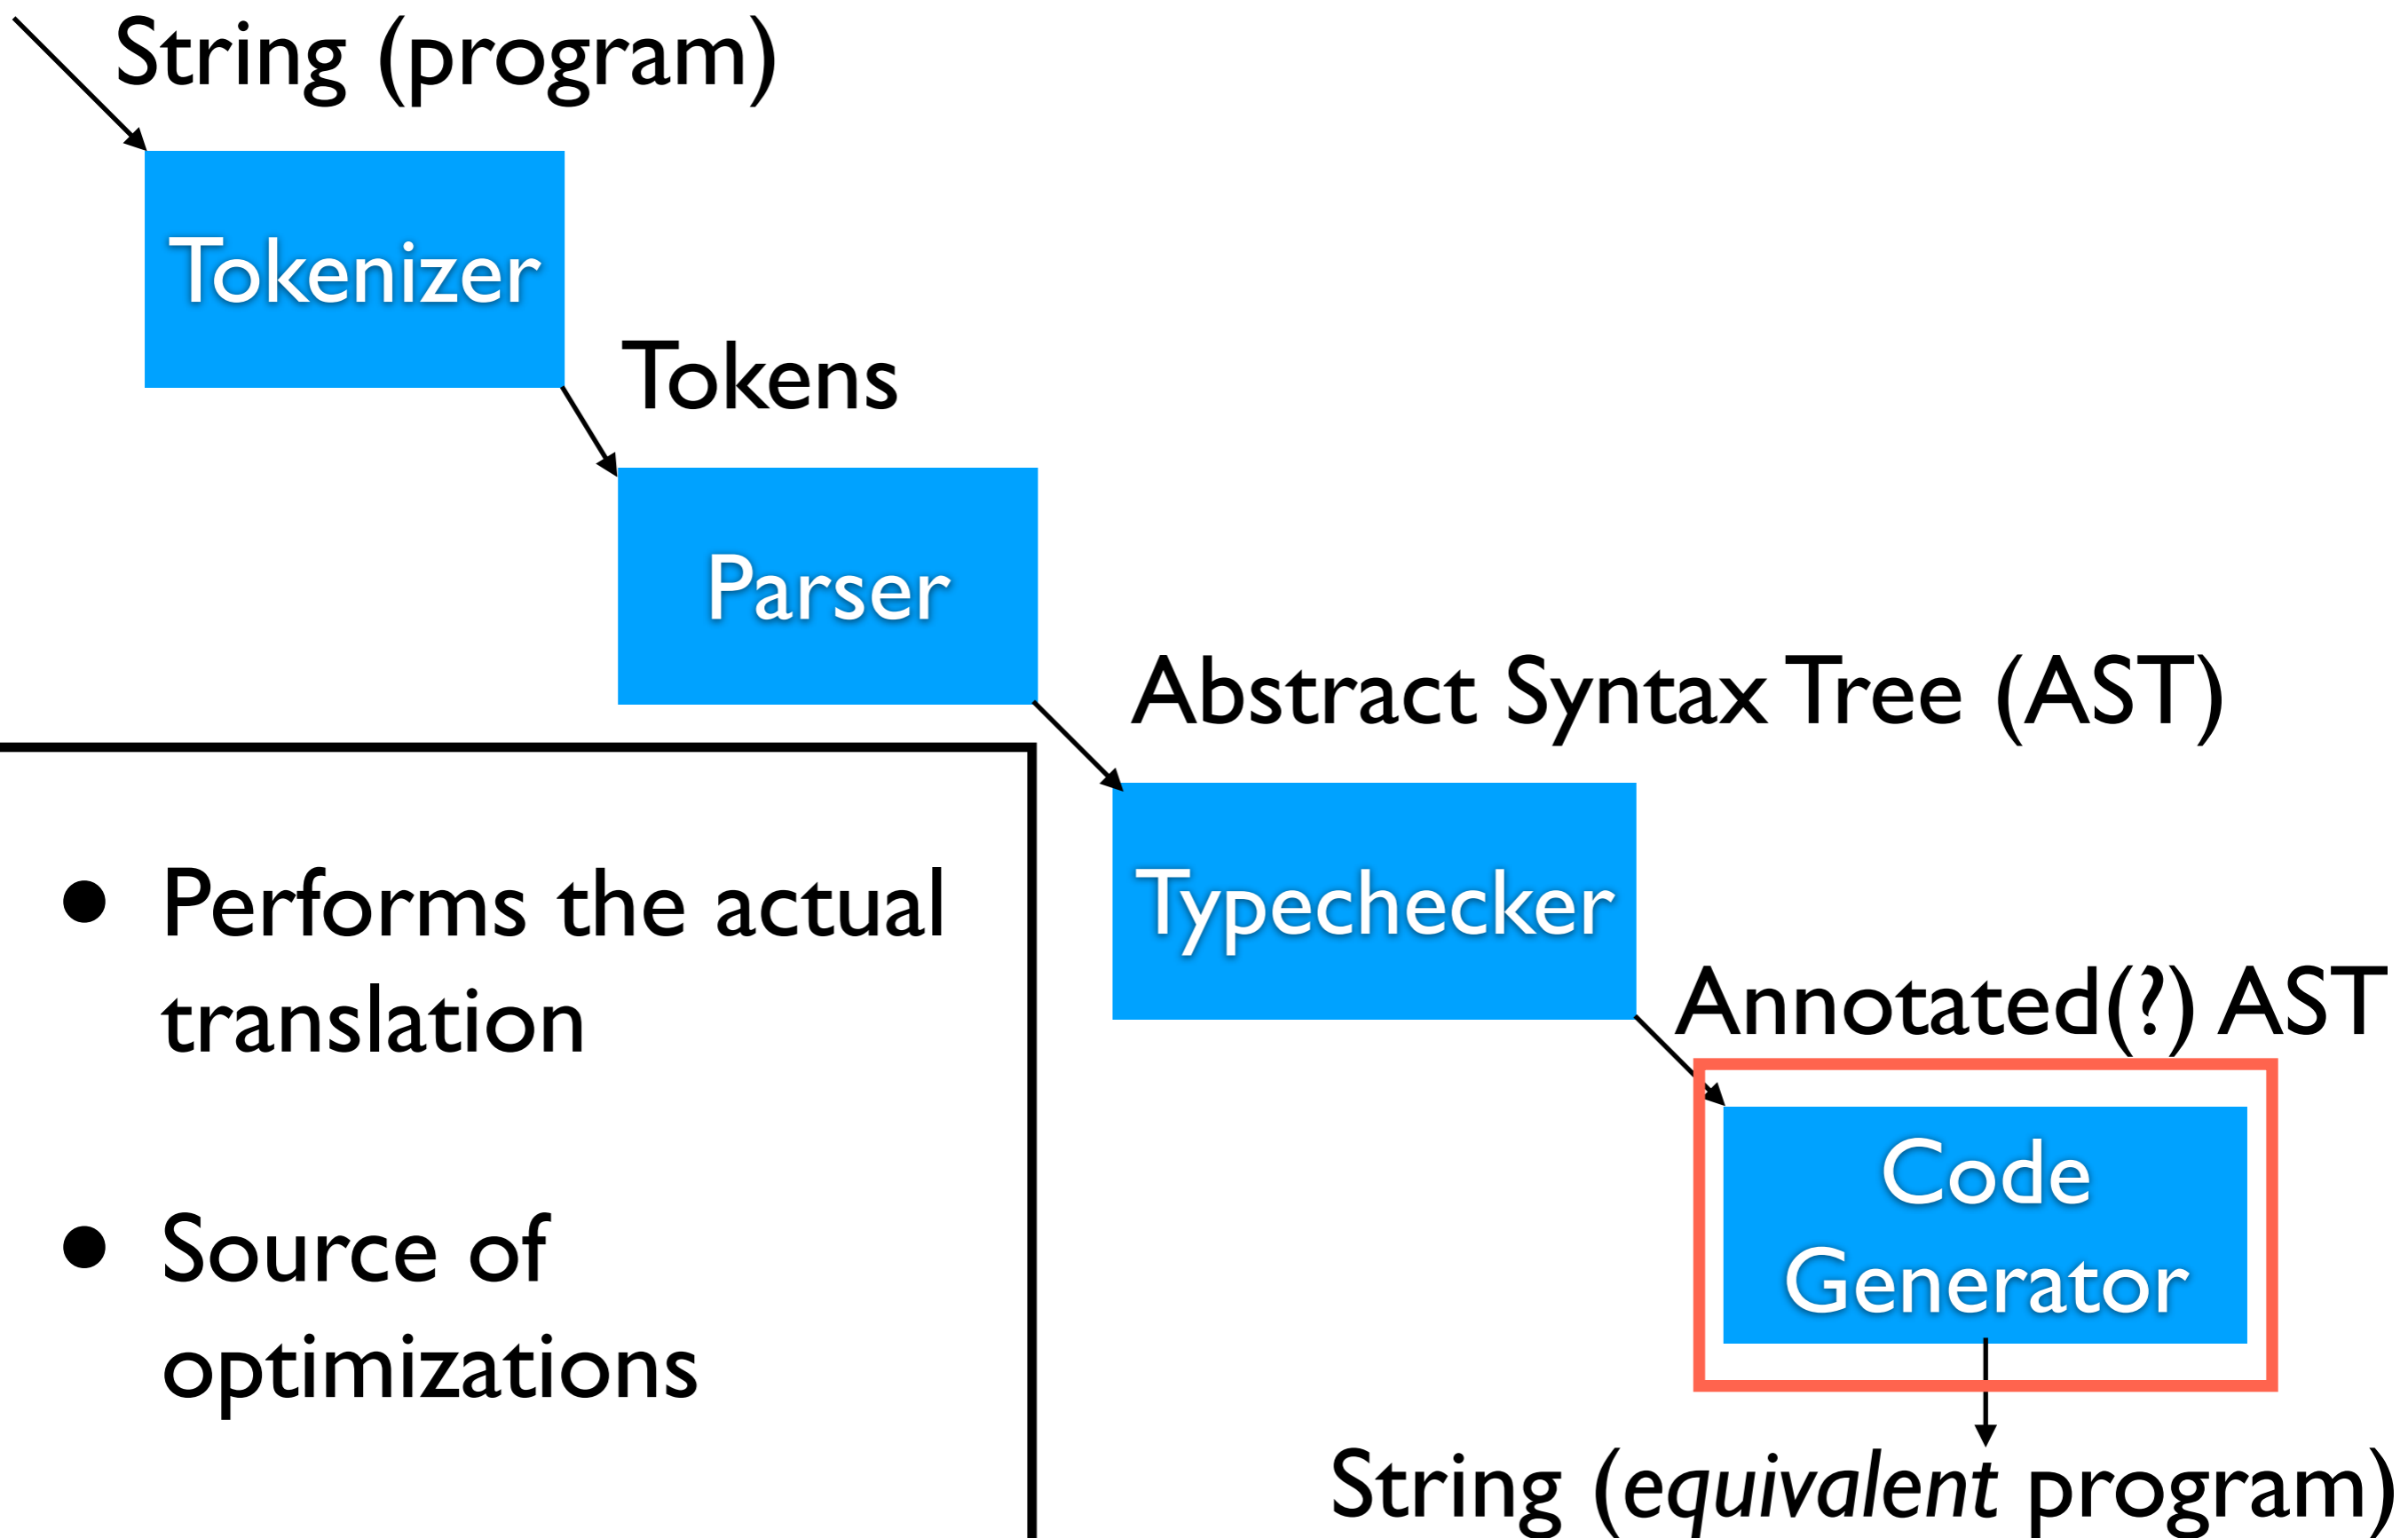 String (program)
Tokenizer
Tokens
Parser
Abstract Syntax Tree (AST)
Typechecker
Annotated(?) AST
Code
Generator
String (equivalent program)
● Performs the actual
translation
● Source of
optimizations